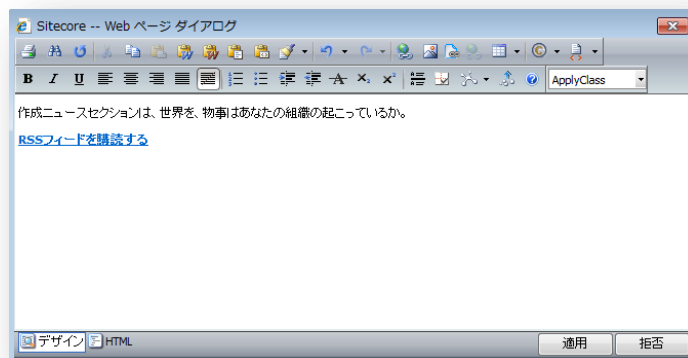 Sitecore -- Web ページ ダイアログ
B I U ApplyClass
作成ニュースセクションは、世界を、物事はあなたの組織の起こっているか。
RSSフィードを購読する
デザイン HTML 適用 拒否